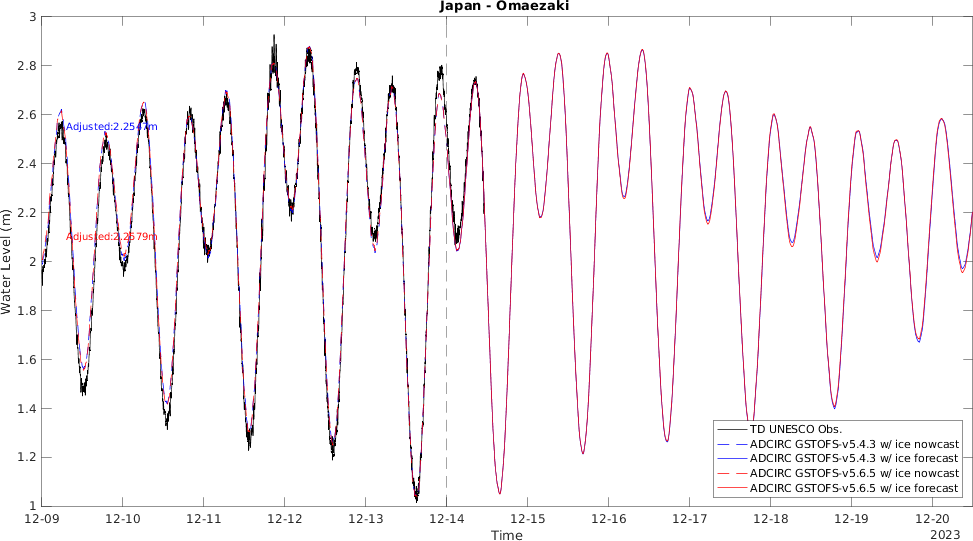 Japan - Omaezaki
3
2.8
2.6
2.4
2.2
2
1.8
1.6
1.4
1.2
1
Water Level (m)
Adjusted:2.2547m
Adjusted:2.2679m
TD UNESCO Obs.
ADCIRC GSTOFS-v5.4.3 w/ ice nowcast
ADCIRC GSTOFS-v5.4.3 w/ ice forecast
ADCIRC GSTOFS-v5.6.5 w/ ice nowcast
ADCIRC GSTOFS-v5.6.5 w/ ice forecast
12-09 12-10 12-11 12-12 12-13 12-14 12-15 12-16 12-17 12-18 12-19 12-20
2023
Time